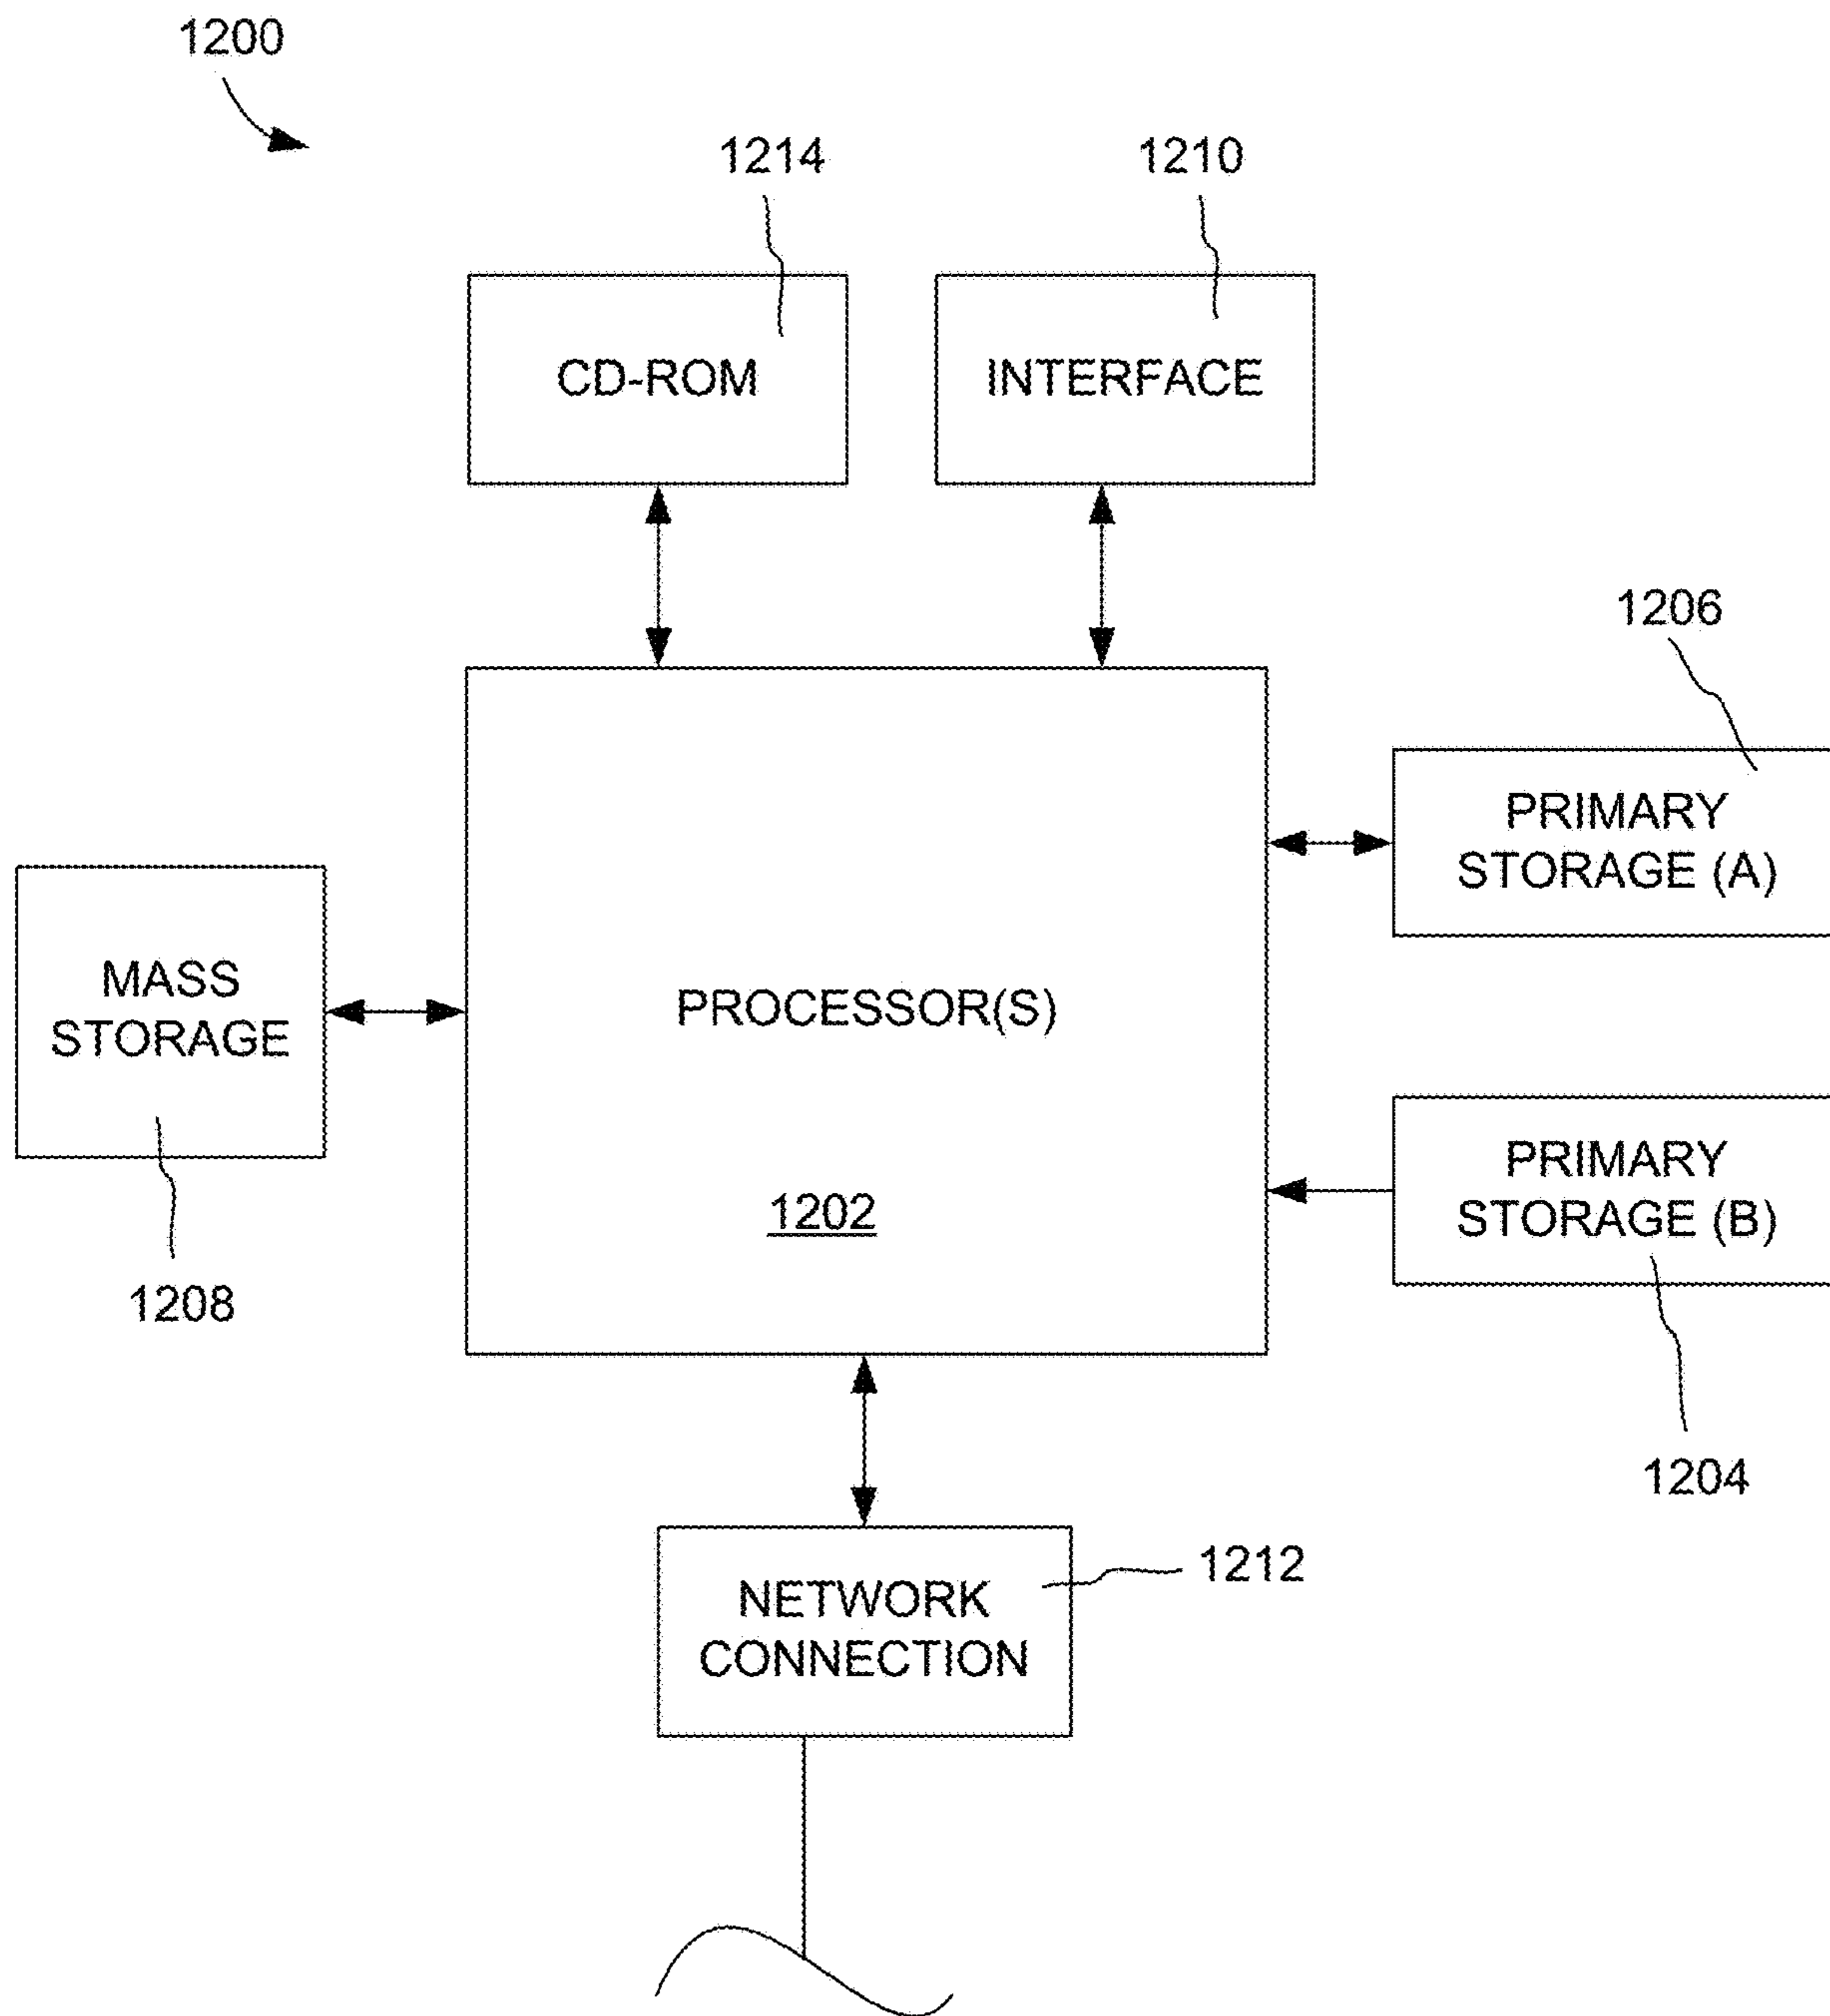 1200
1214
1210
CD-ROM
INTERFACE
1206
PRIMARY
STORAGE (A)
MASS
STORAGE
PROCESSOR(S)
1202
PRIMARY
STORAGE (B)
1208
1204
1212
NETWORK
CONNECTION